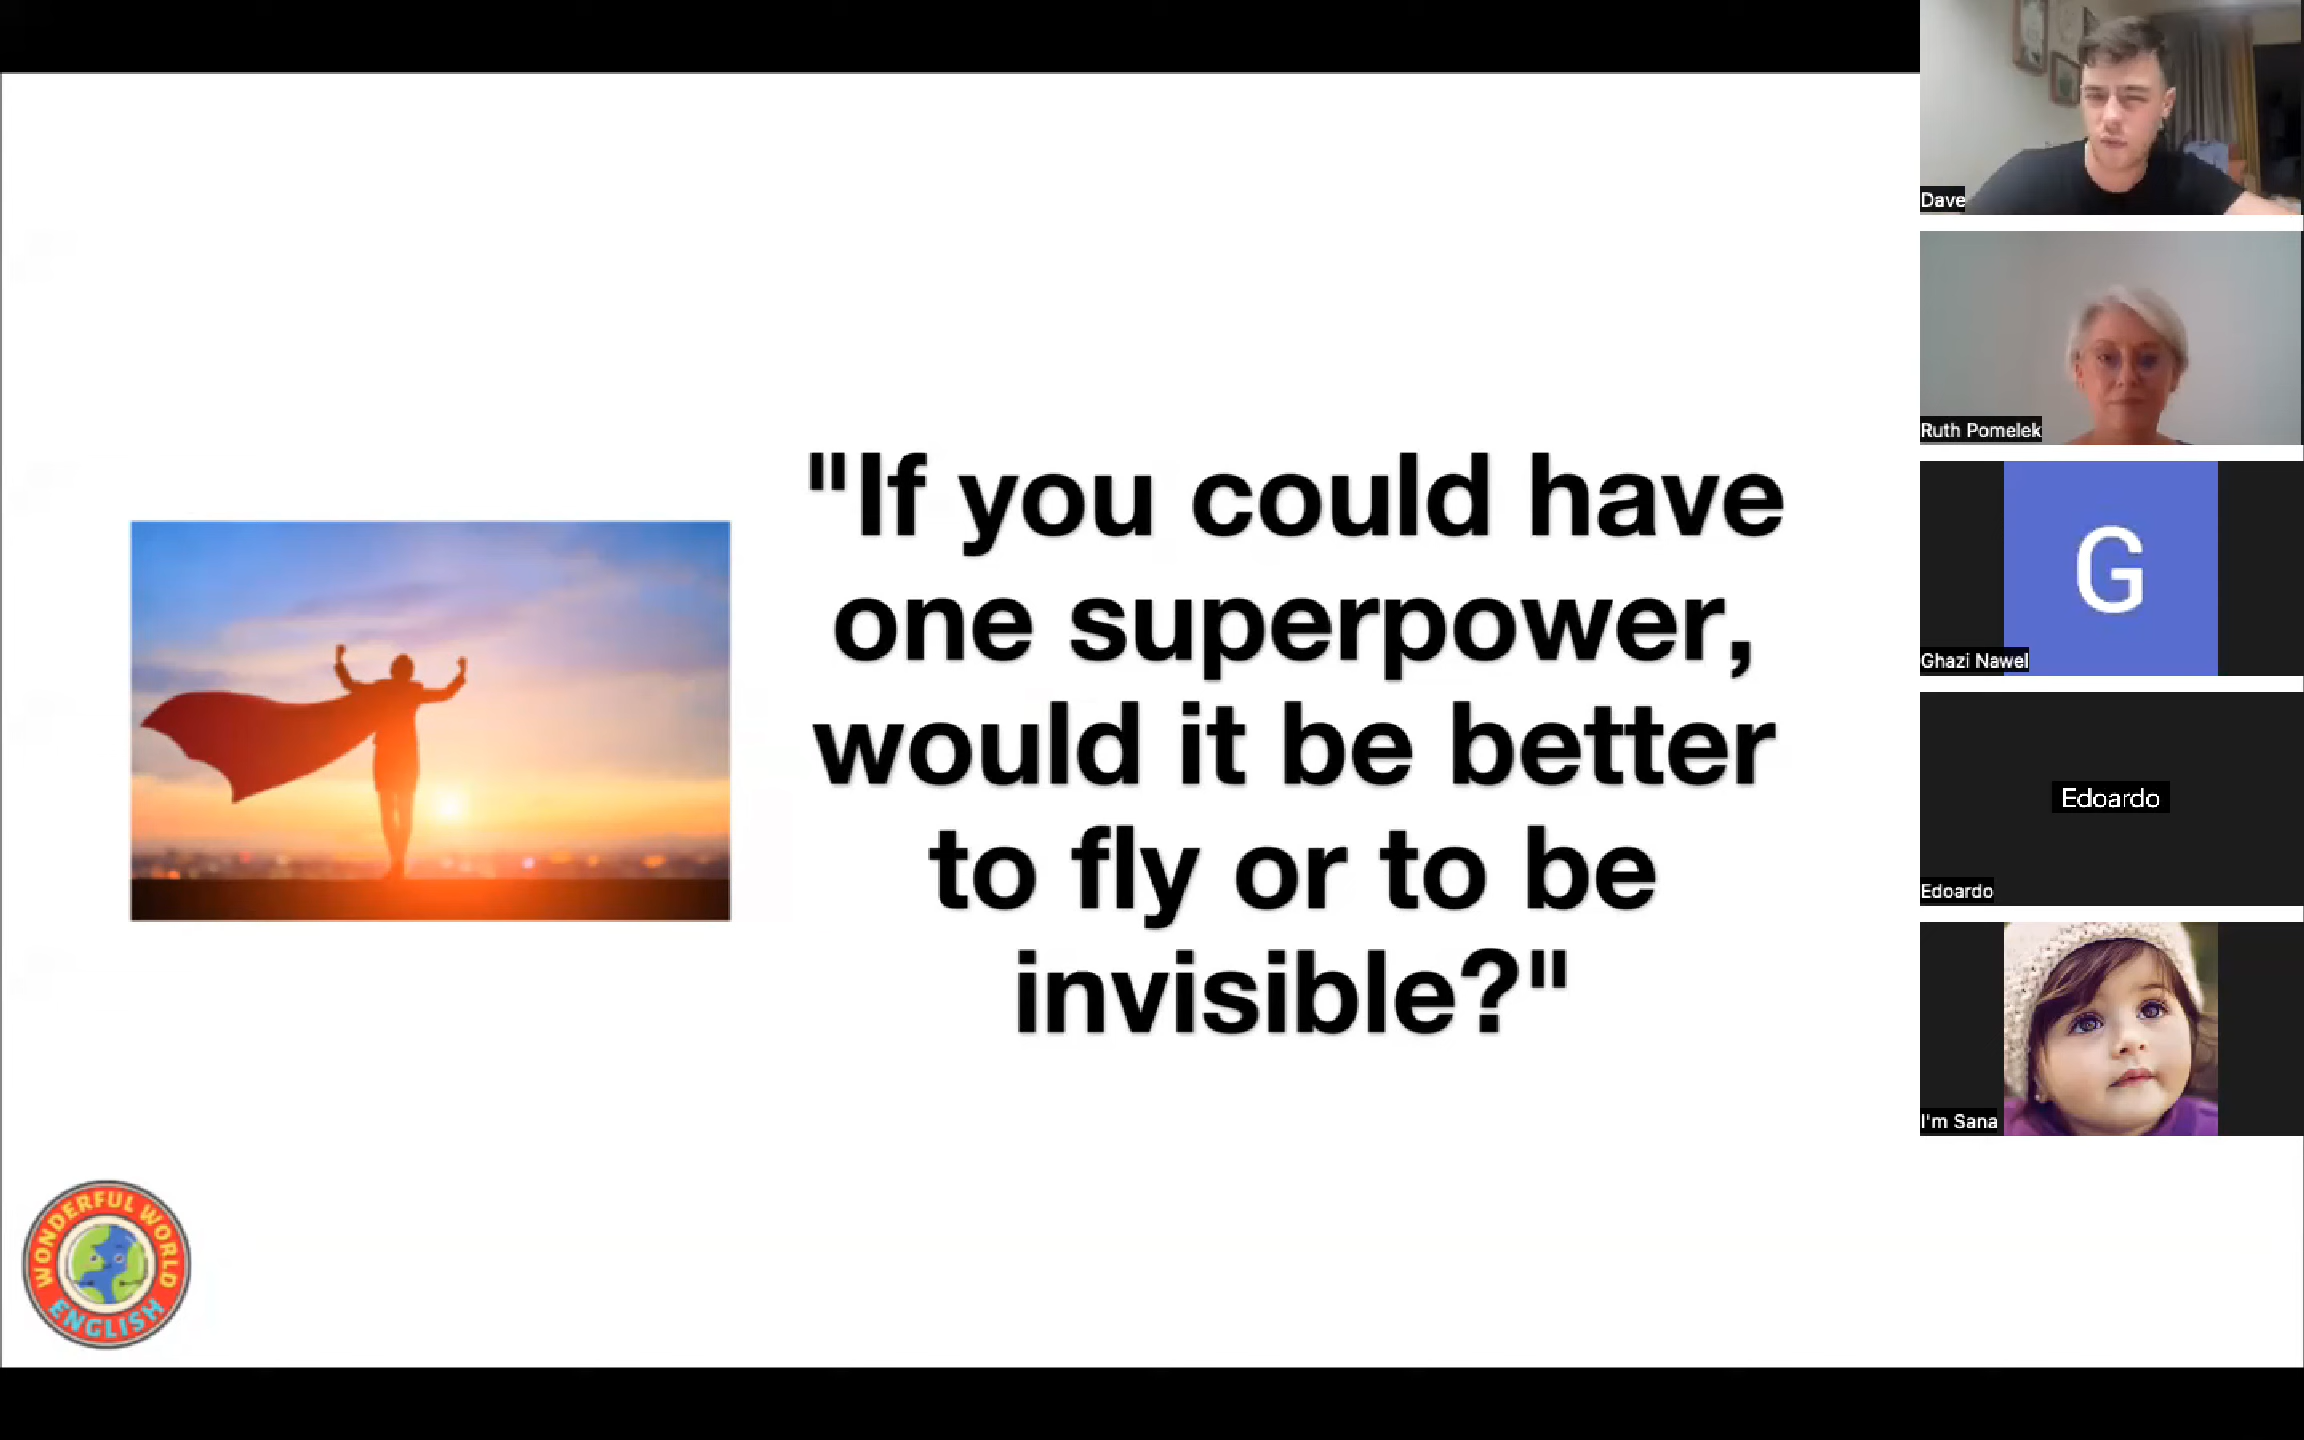 "If you could have
one superpower,
would it be better
to fly or to be
invisible?"
WONDERFUL WORLD
ENGLISH
Dave
Ruth Pomelek
G
Ghazi Nawel
Edoardo
Edoardo
I'm Sana